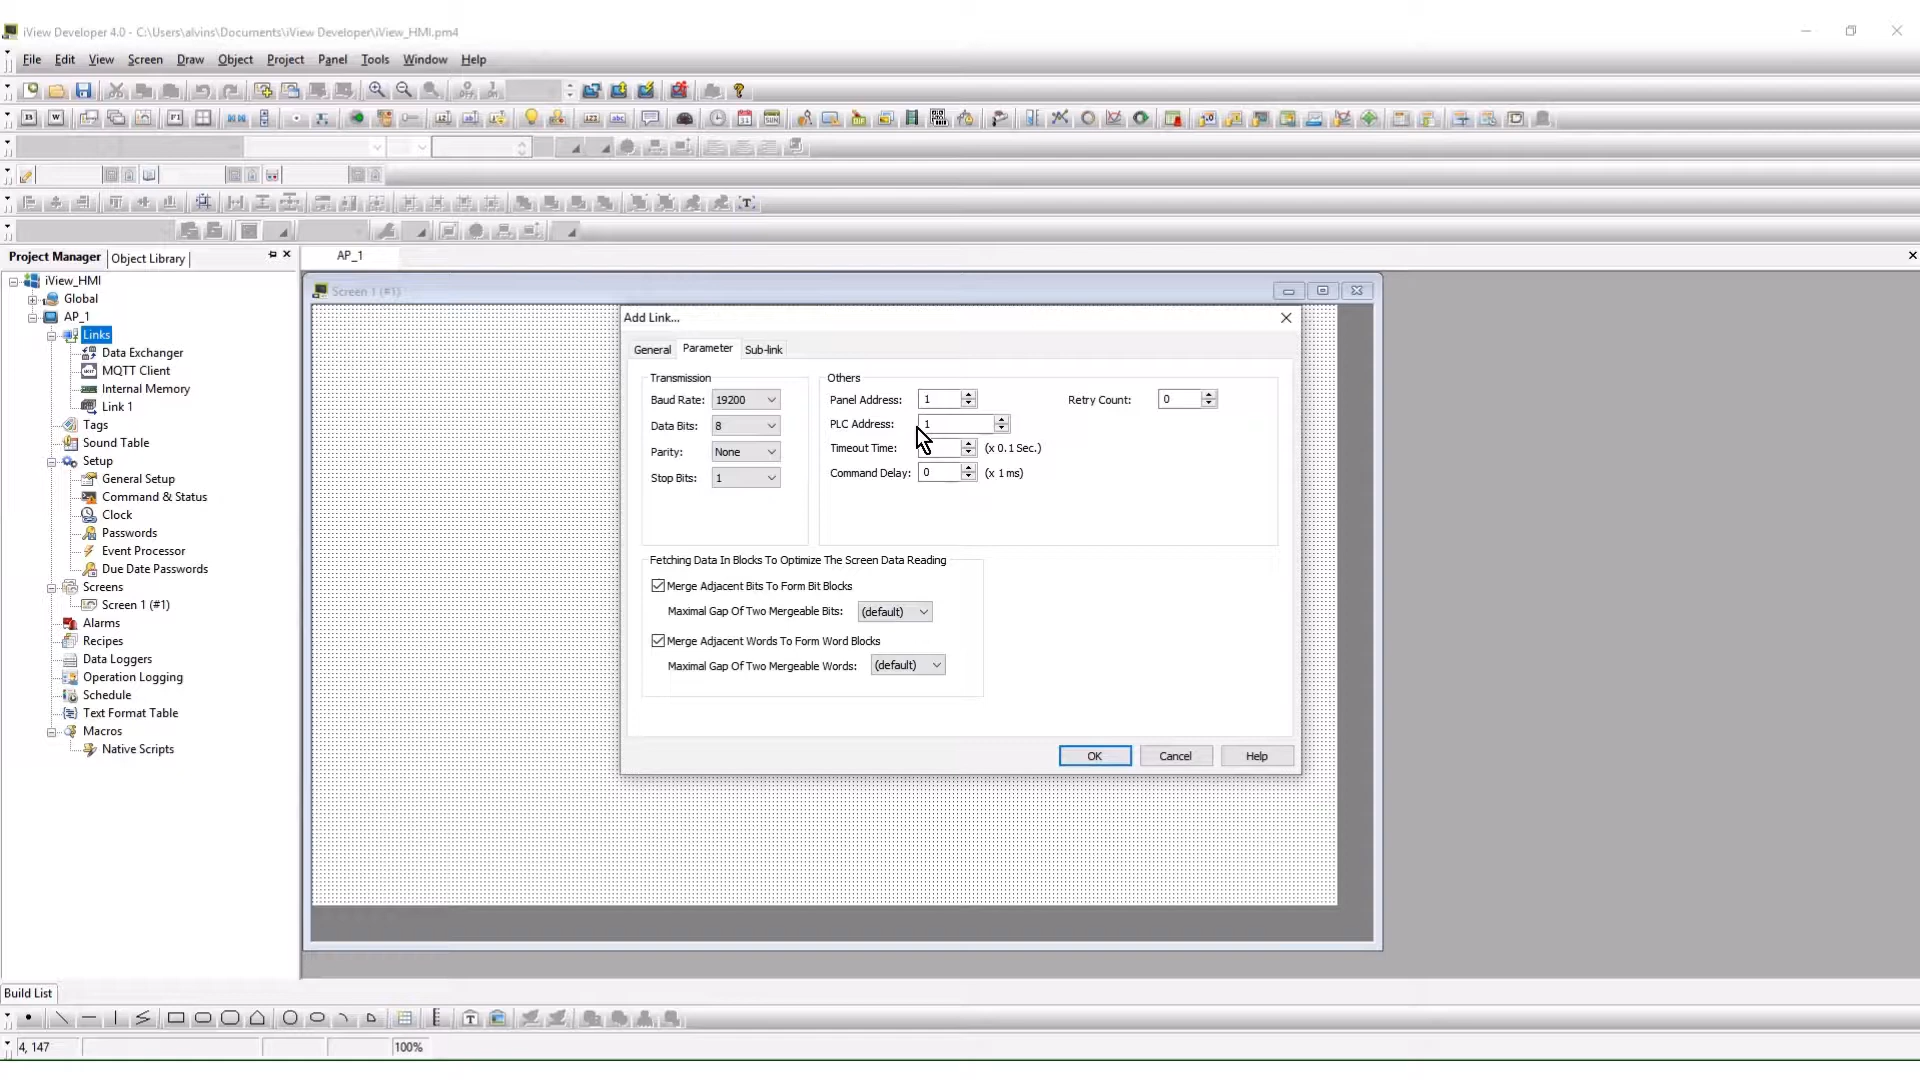 iView Developer 4.0 - C:\Users\alvins\Documents\iView Developer\iView_HMI.pm4
File Edit View Screen Draw Object Project Panel Tools Window Help
Project Manager Object Library
AP_1
iView_HMI
Global
AP_1
Links
Data Exchanger
MQTT Client
Internal Memory
Link 1
Tags
Sound Table
Setup
General Setup
Command & Status
Clock
Passwords
Event Processor
Due Date Passwords
Screens
Screen 1 (#1)
Alarms
Recipes
Data Loggers
Operation Logging
Schedule
Text Format Table
Macros
Native Scripts
Screen 1 (#1)
Add Link...
General Parameter Sub-link
Transmission
Baud Rate: 19200
Data Bits: 8
Parity: None
Stop Bits: 1
Others
Panel Address: 1
Retry Count: 0
PLC Address: 1
Timeout Time: (x 0.1 Sec.)
Command Delay: 0 (x 1 ms)
Fetching Data In Blocks To Optimize The Screen Data Reading
Merge Adjacent Bits To Form Bit Blocks
Maximal Gap Of Two Mergeable Bits: (default)
Merge Adjacent Words To Form Word Blocks
Maximal Gap Of Two Mergeable Words: (default)
OK Cancel Help
Build List
4, 147
100%